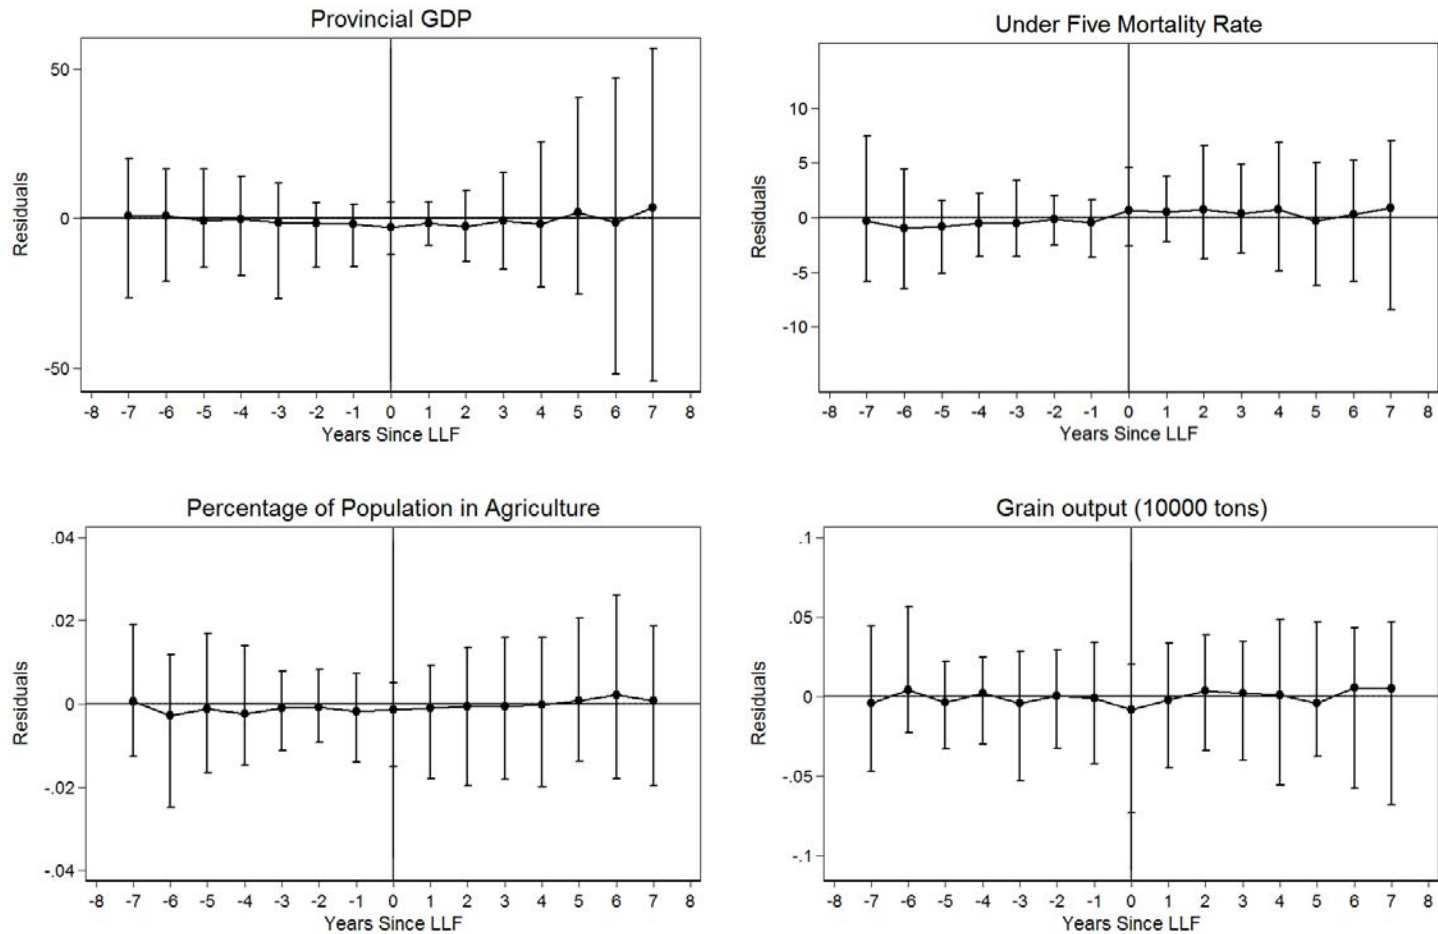 Provincial GDP
50
0
-50
Residuals
-8 -7 -6 -5 -4 -3 -2 -1 0 1 2 3 4 5 6 7 8
Years Since LLF
Under Five Mortality Rate
10
5
0
-5
-10
Residuals
-8 -7 -6 -5 -4 -3 -2 -1 0 1 2 3 4 5 6 7 8
Years Since LLF
Percentage of Population in Agriculture
.04
.02
0
-.02
-.04
Residuals
-8 -7 -6 -5 -4 -3 -2 -1 0 1 2 3 4 5 6 7 8
Years Since LLF
Grain output (10000 tons)
.1
.05
0
-.05
-.1
Residuals
-8 -7 -6 -5 -4 -3 -2 -1 0 1 2 3 4 5 6 7 8
Years Since LLF